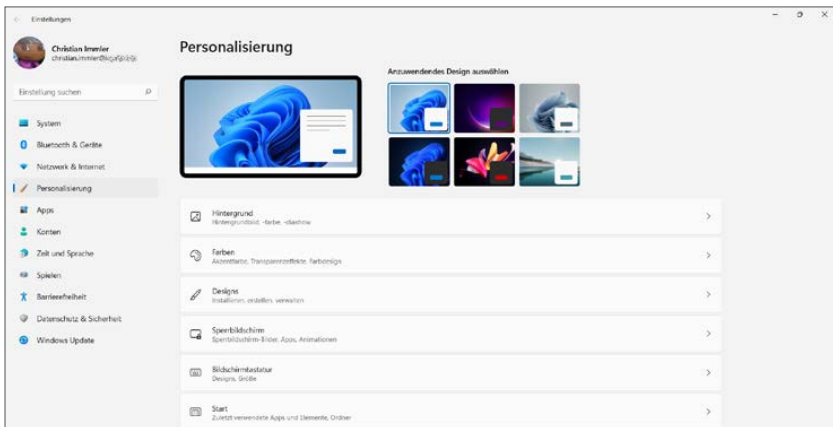 Einstellungen
Christian Immler
Personalisierung
Anzuwendendes Design auswählen
Einstellung suchen
System
Bluetooth & Geräte
Netzwerk & Internet
Personalisierung
Apps
Konten
Zeit und Sprache
Spielen
Barrierefreiheit
Datenschutz & Sicherheit
Windows Update
Hintergrund
Hintergrundbild, -farbe, -diashow
Farben
Akzentfarbe, Transparenzeffekte, Farbdesign
Designs
Installieren, erstellen, verwalten
Sperrbildschirm
Sperrbildschirm-Bilder, Apps, Animationen
Bildschirmtastatur
Designs, Größe
Start
Zuletzt verwendete Apps und Elemente, Ordner